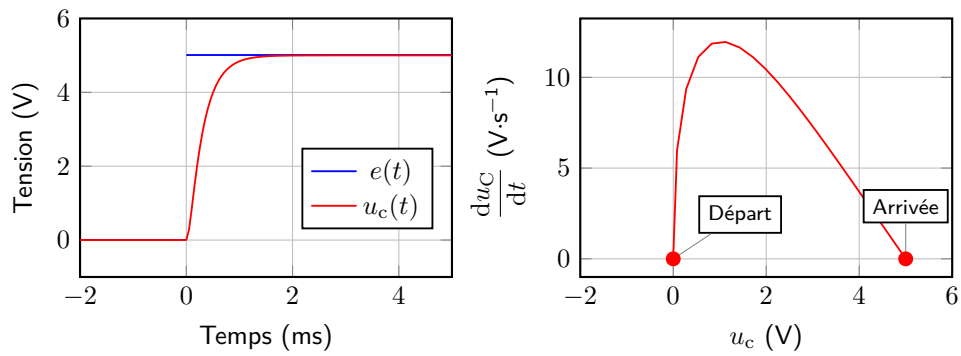 6
4
2
0
−2
0
2
4
Tension (V)
Temps (ms)
e(t)
u_c(t)
10
5
0
−2
0
2
4
6
du_C/dt (V·s⁻¹)
u_c (V)
Départ
Arrivée